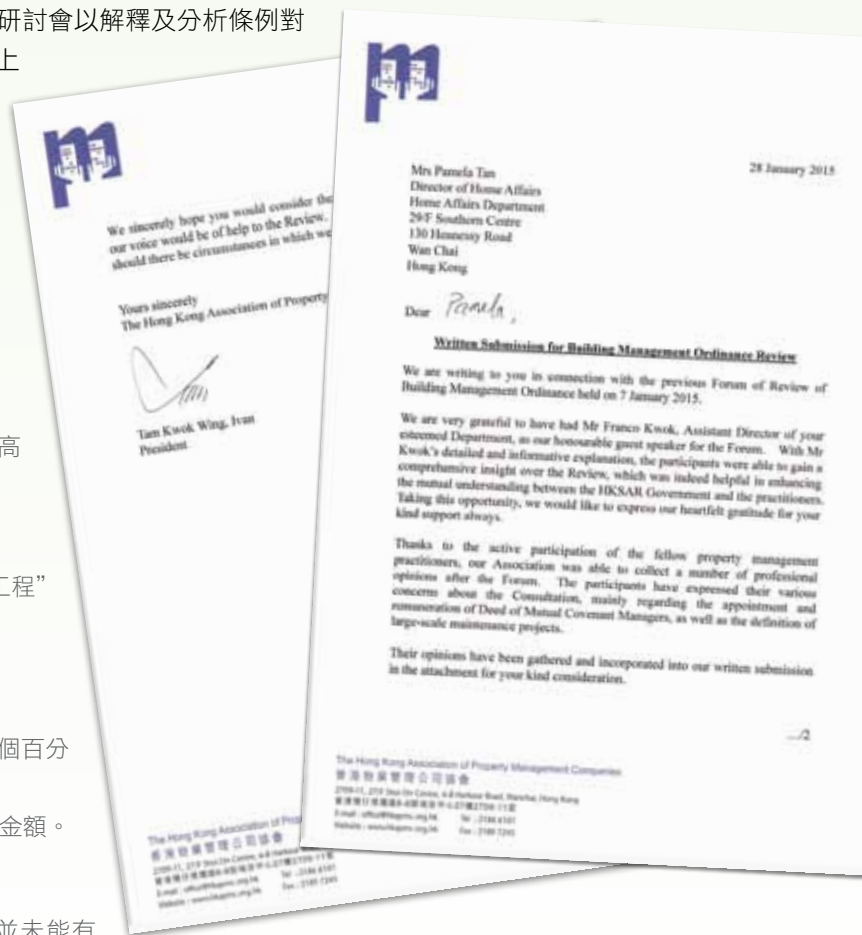 研討會以解釋及分析條例對
上
高
工程”
個百分
金額。
並未能有
We sincerely hope you would consider the
our voice would be of help to the Review.
should there be circumstances in which we
Yours sincerely
The Hong Kong Association of Property
Tam Kwok Wing, Ivan
President
The Hong Kong Association of Prop
香港物業管理公司協會
28 January 2015
Mrs Pamela Tan
Director of Home Affairs
Home Affairs Department
29/F Southorn Centre
130 Hennessy Road
Wan Chai
Hong Kong
Dear Pamela,
Written Submission for Building Management Ordinance Review
We are writing to you in connection with the previous Forum of Review of
Building Management Ordinance held on 7 January 2015.
We are very grateful to have had Mr Franco Kwok, Assistant Director of your
esteemed Department, as our honourable guest speaker for the Forum. With Mr
Kwok's detailed and informative explanation, the participants were able to gain a
comprehensive insight over the Review, which was indeed helpful in enhancing
the mutual understanding between the HKSAR Government and the practitioners.
Taking this opportunity, we would like to express our heartfelt gratitude for your
kind support always.
Thanks to the active participation of the fellow property management
practitioners, our Association was able to collect a number of professional
opinions after the Forum. The participants have expressed their various
concerns about the Consultation, mainly regarding the appointment and
remuneration of Deed of Mutual Covenant Managers, as well as the definition of
large-scale maintenance projects.
Their opinions have been gathered and incorporated into our written submission
in the attachment for your kind consideration.
.../2
The Hong Kong Association of Property Management Companies
香港物業管理公司協會